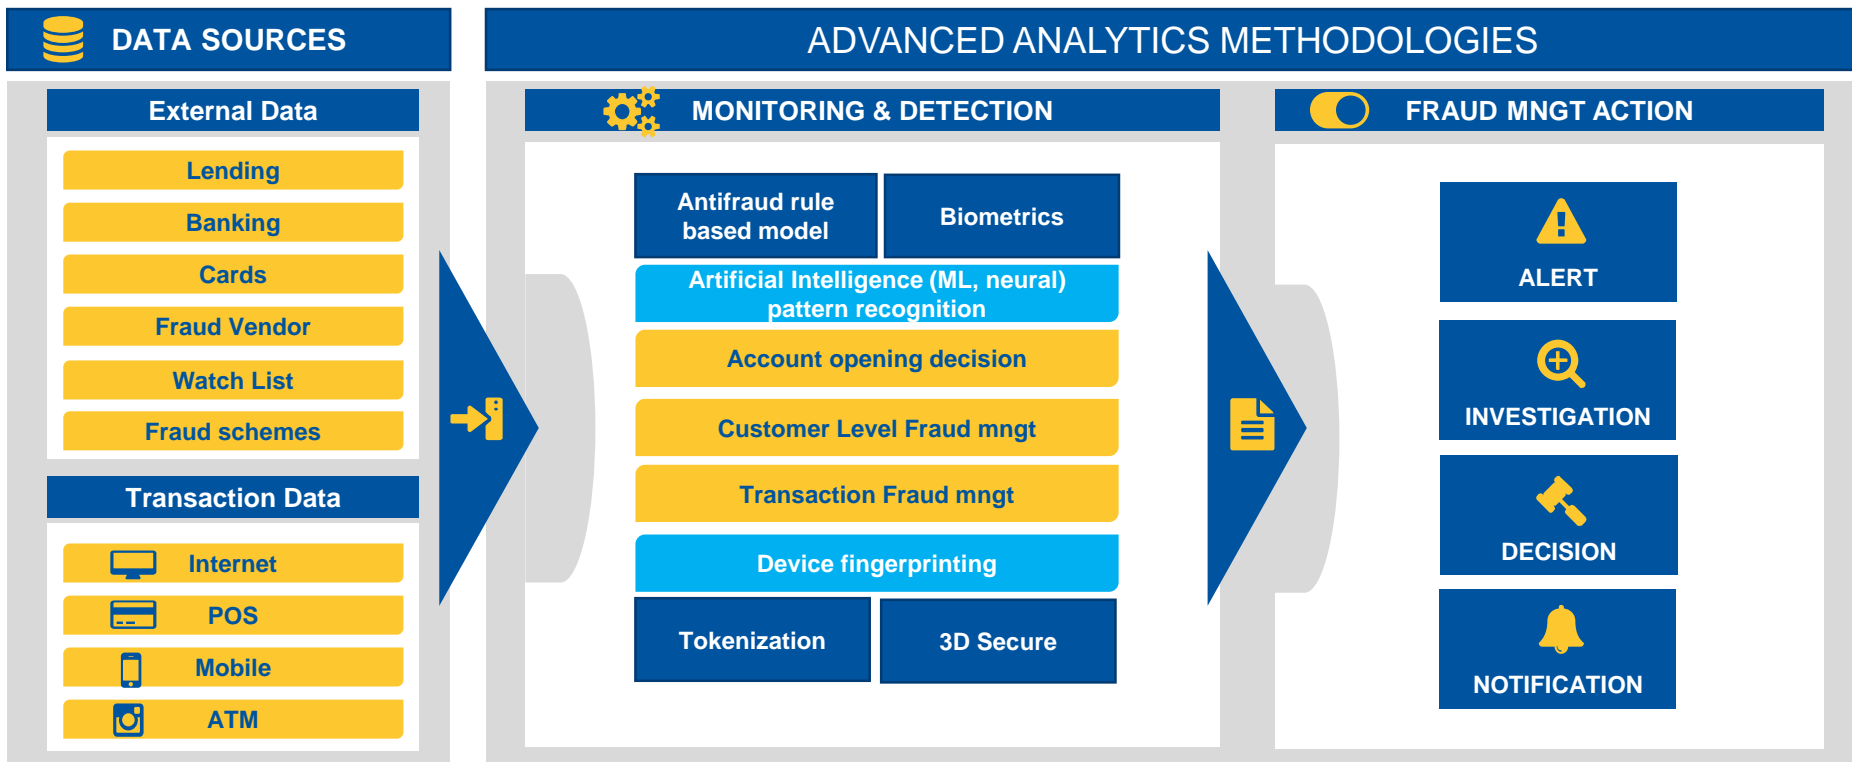 DATA SOURCES
ADVANCED ANALYTICS METHODOLOGIES
External Data
Lending
Banking
Cards
Fraud Vendor
Watch List
Fraud schemes
Transaction Data
Internet
POS
Mobile
ATM
MONITORING & DETECTION
Antifraud rule
based model
Biometrics
Artificial Intelligence (ML, neural)
pattern recognition
Account opening decision
Customer Level Fraud mngt
Transaction Fraud mngt
Device fingerprinting
Tokenization
3D Secure
FRAUD MNGT ACTION
ALERT
INVESTIGATION
DECISION
NOTIFICATION